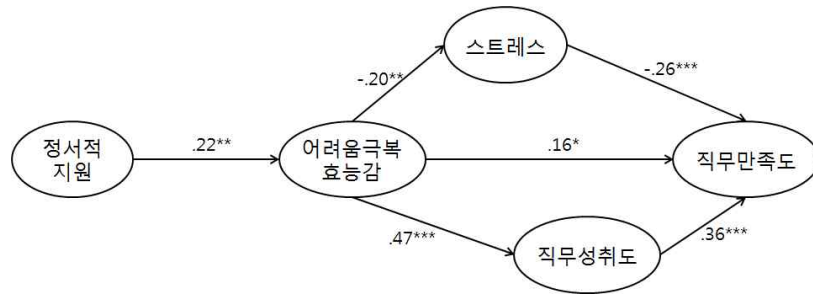 스트레스
-.20**
-.26***
정서적
지원
.22**
어려움극복
효능감
.16*
직무만족도
.47***
.36***
직무성취도